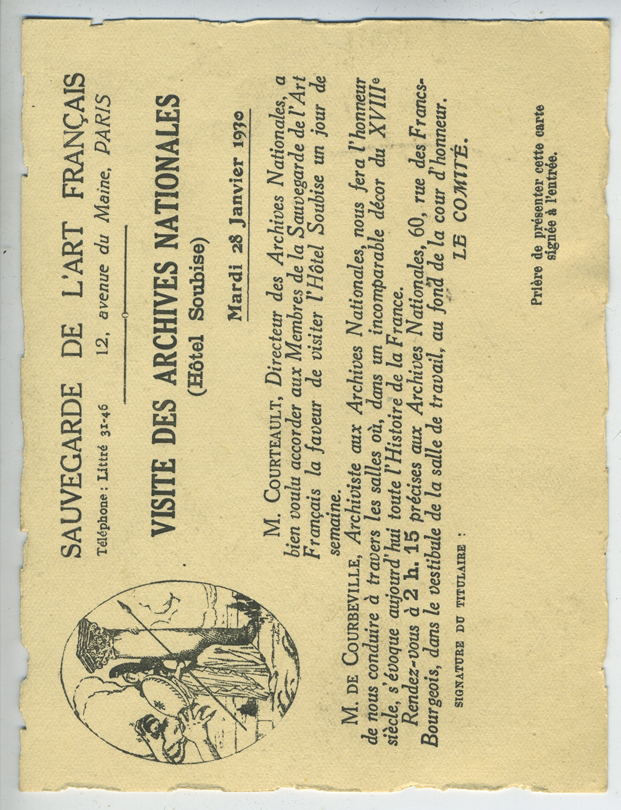 SAUVEGARDE DE L'ART FRANÇAIS
Téléphone : Littré 31-46 12, avenue du Maine, PARIS
VISITE DES ARCHIVES NATIONALES
(Hôtel Soubise)
Mardi 28 Janvier 1930
M. COURTEAULT, Directeur des Archives Nationales, a
bien voulu accorder aux Membres de la Sauvegarde de l'Art
Français la faveur de visiter l'Hôtel Soubise un jour de
semaine.
M. DE COURBEVILLE, Archiviste aux Archives Nationales, nous fera l'honneur
de nous conduire à travers les salles où, dans un incomparable décor du XVIIIe
siècle, s'évoque aujourd'hui toute l'Histoire de la France.
Rendez-vous à 2 h. 15 précises aux Archives Nationales, 60, rue des Francs-
Bourgeois, dans le vestibule de la salle de travail, au fond de la cour d'honneur.
LE COMITÉ.
SIGNATURE DU TITULAIRE :
Prière de présenter cette carte
signée à l'entrée.